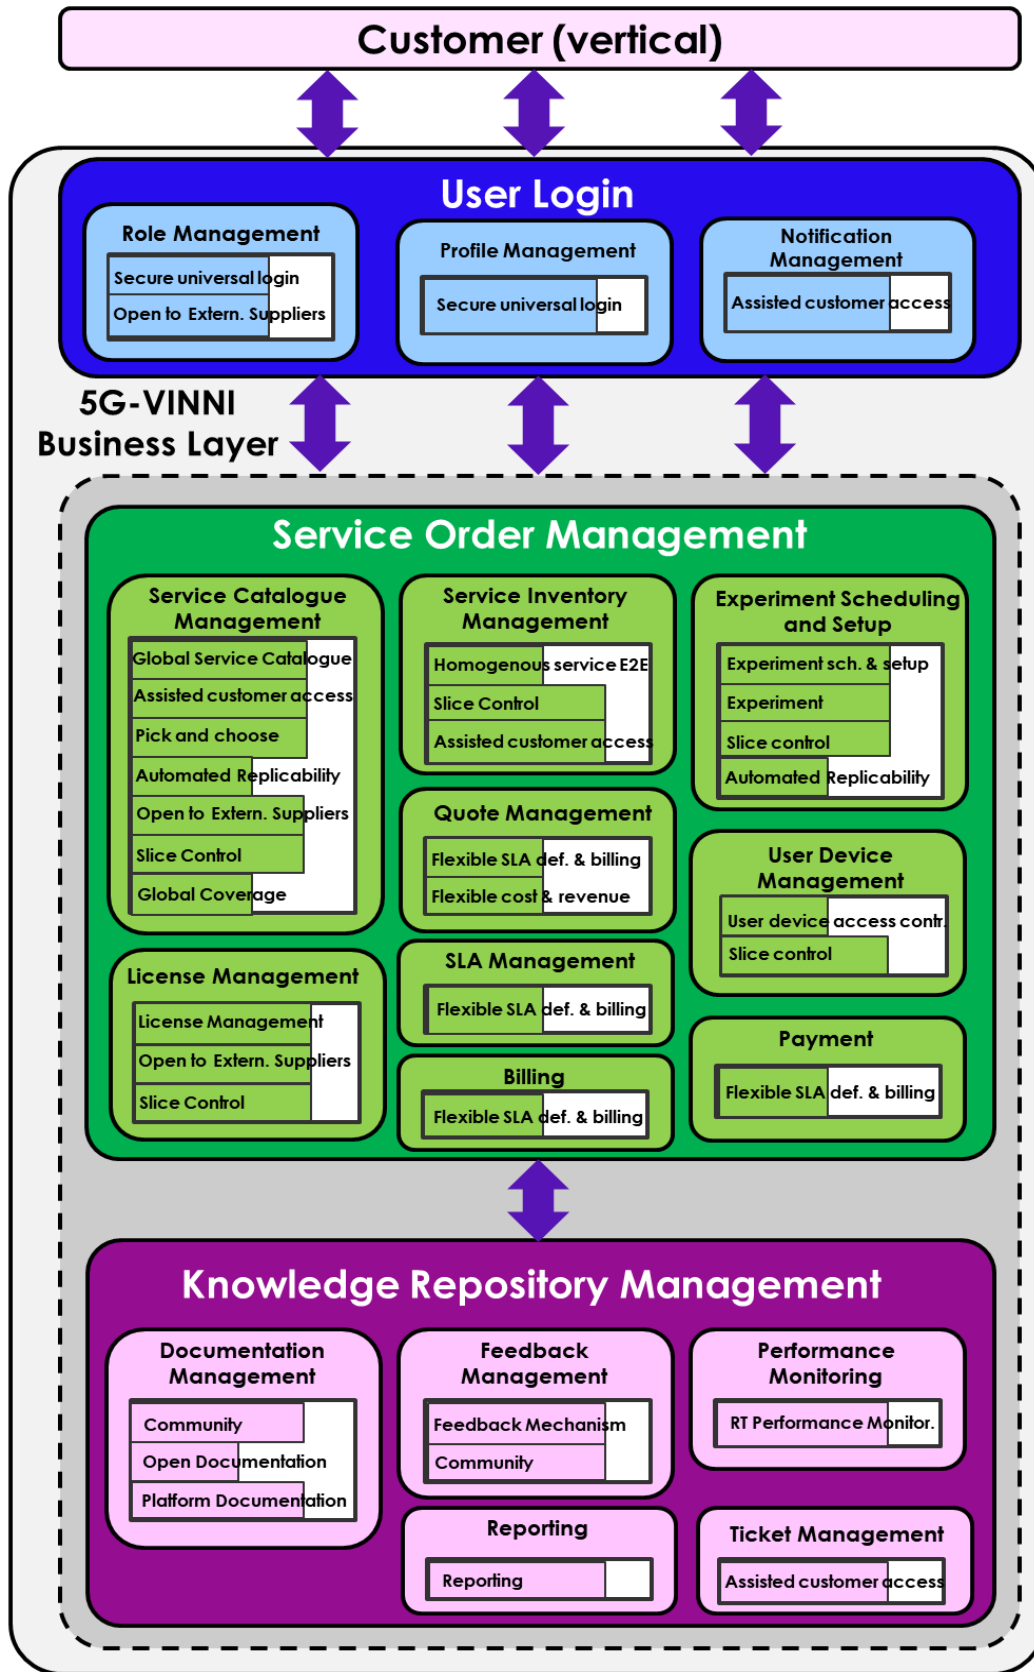 Customer (vertical)
User Login
Role Management
Secure universal login
Open to Extern. Suppliers
Profile Management
Secure universal login
Notification
Management
Assisted customer access
5G-VINNI
Business Layer
Service Order Management
Service Catalogue
Management
Global Service Catalogue
Assisted customer access
Pick and choose
Automated Replicability
Open to Extern. Suppliers
Slice Control
Global Coverage
License Management
License Management
Open to Extern. Suppliers
Slice Control
Service Inventory
Management
Homogenous service E2E
Slice Control
Assisted customer access
Quote Management
Flexible SLA def. & billing
Flexible cost & revenue
SLA Management
Flexible SLA def. & billing
Billing
Flexible SLA def. & billing
Experiment Scheduling
and Setup
Experiment sch. & setup
Experiment
Slice control
Automated Replicability
User Device
Management
User device access contr.
Slice control
Payment
Flexible SLA def. & billing
Knowledge Repository Management
Documentation
Management
Community
Open Documentation
Platform Documentation
Feedback
Management
Feedback Mechanism
Community
Reporting
Reporting
Performance
Monitoring
RT Performance Monitor.
Ticket Management
Assisted customer access